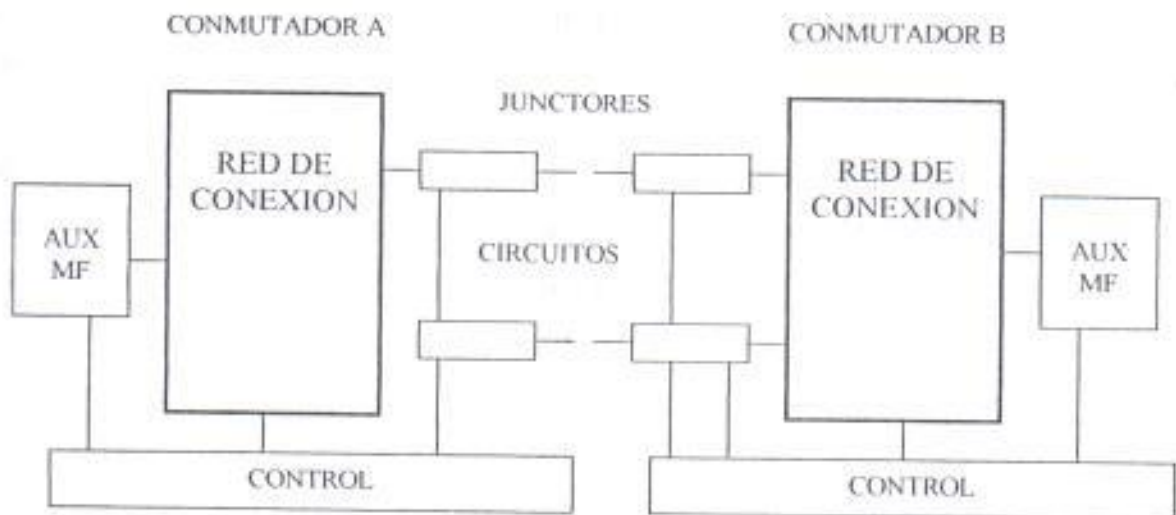 CONMUTADOR A
CONMUTADOR B
JUNCTORES
RED DE
CONEXION
RED DE
CONEXION
AUX
MF
CIRCUITOS
AUX
MF
CONTROL
CONTROL